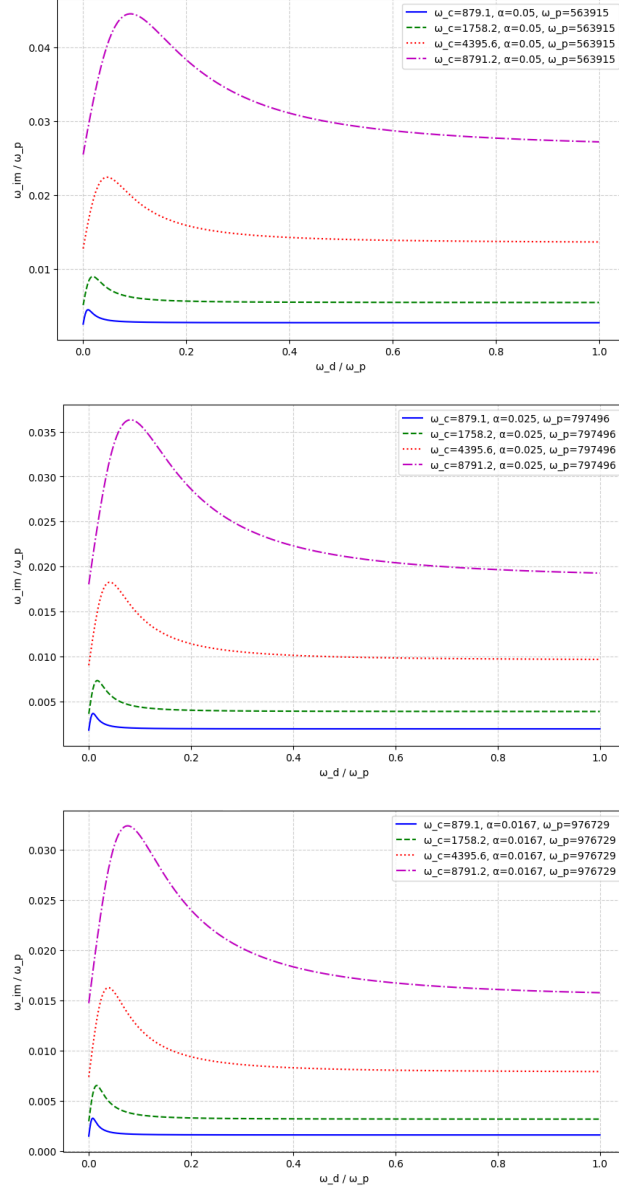 ω_c=879.1, α=0.05, ω_p=563915
ω_c=1758.2, α=0.05, ω_p=563915
ω_c=4395.6, α=0.05, ω_p=563915
ω_c=8791.2, α=0.05, ω_p=563915
0.04
0.03
0.02
0.01
ω_im / ω_p
0.0 0.2 0.4 0.6 0.8 1.0
ω_d / ω_p
ω_c=879.1, α=0.025, ω_p=797496
ω_c=1758.2, α=0.025, ω_p=797496
ω_c=4395.6, α=0.025, ω_p=797496
ω_c=8791.2, α=0.025, ω_p=797496
0.035
0.030
0.025
0.020
0.015
0.010
0.005
ω_im / ω_p
0.0 0.2 0.4 0.6 0.8 1.0
ω_d / ω_p
ω_c=879.1, α=0.0167, ω_p=976729
ω_c=1758.2, α=0.0167, ω_p=976729
ω_c=4395.6, α=0.0167, ω_p=976729
ω_c=8791.2, α=0.0167, ω_p=976729
0.030
0.025
0.020
0.015
0.010
0.005
0.000
ω_im / ω_p
0.0 0.2 0.4 0.6 0.8 1.0
ω_d / ω_p